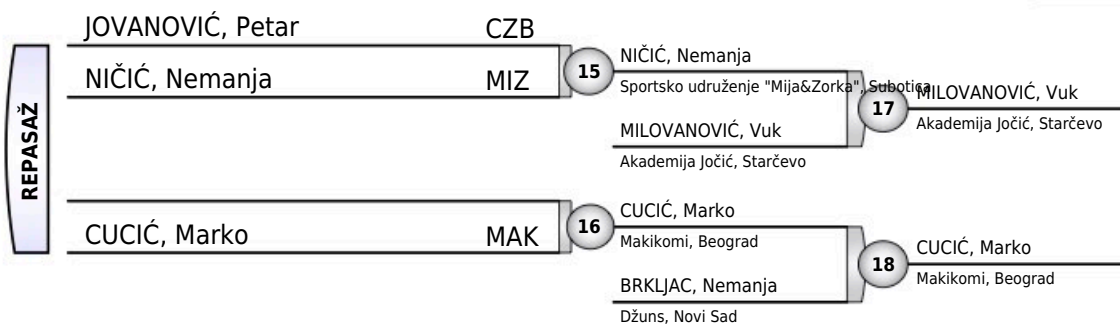 REPASAŽ
JOVANOVIĆ, Petar CZB
NIČIĆ, Nemanja MIZ
15
NIČIĆ, Nemanja
Sportsko udruženje "Mija&Zorka", Subotica
MILOVANOVIĆ, Vuk
Akademija Jočić, Starčevo
17
MILOVANOVIĆ, Vuk
Akademija Jočić, Starčevo
CUCIĆ, Marko MAK
16
CUCIĆ, Marko
Makikomi, Beograd
BRKLJAC, Nemanja
Džuns, Novi Sad
18
CUCIĆ, Marko
Makikomi, Beograd